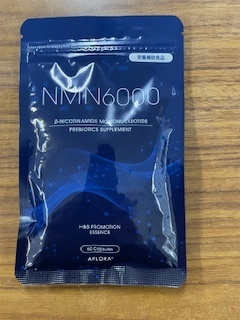 栄養補助食品
NMN6000
β-NICOTINAMIDE MONONUCLEOTIDE
PREBIOTICS SUPPLEMENT
HBB PROMOTION
ESSENCE
60 Capsules
AFLORA